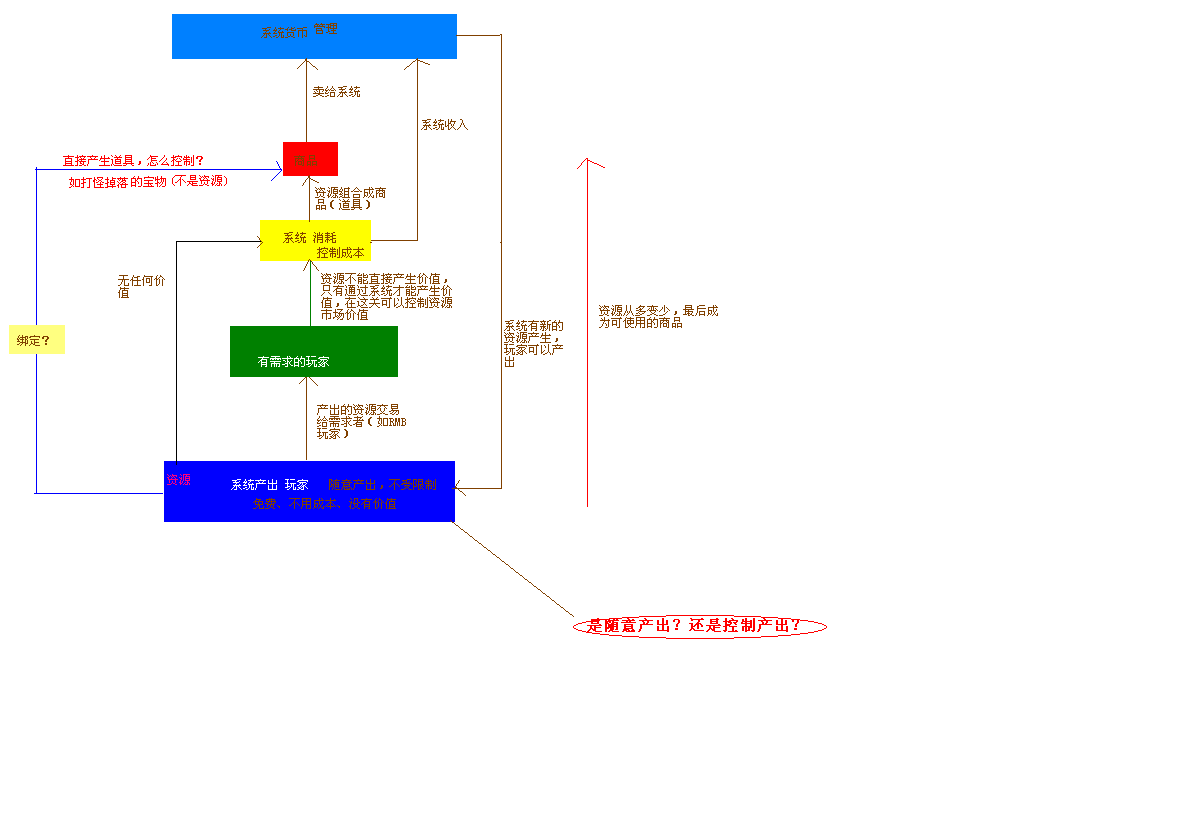 系统货币 管理
卖给系统
系统收入
直接产生道具，怎么控制？
如打怪掉落的宝物（不是资源）
资源组合成商
品（道具）
系统 消耗
控制成本
无任何价
值
资源不能直接产生价值，
只有通过系统才能产生价
值，在这关可以控制资源
市场价值
资源从多变少，最后成
为可使用的商品
系统有新的
资源产生，
玩家可以产
出
绑定？
有需求的玩家
产出的资源交易
给需求者（如RMB
玩家）
资源
系统产出 玩家 随意产出，不受限制
免费、不用成本、没有价值
是随意产出？还是控制产出？